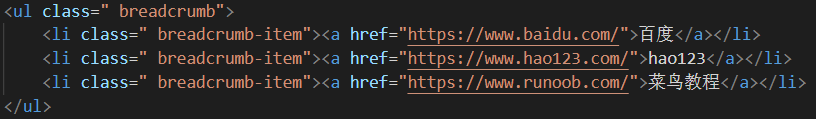 <ul class=" breadcrumb">
    <li class=" breadcrumb-item"><a href="https://www.baidu.com/">百度</a></li>
    <li class=" breadcrumb-item"><a href="https://www.hao123.com/">hao123</a></li>
    <li class=" breadcrumb-item"><a href="https://www.runoob.com/">菜鸟教程</a></li>
</ul>